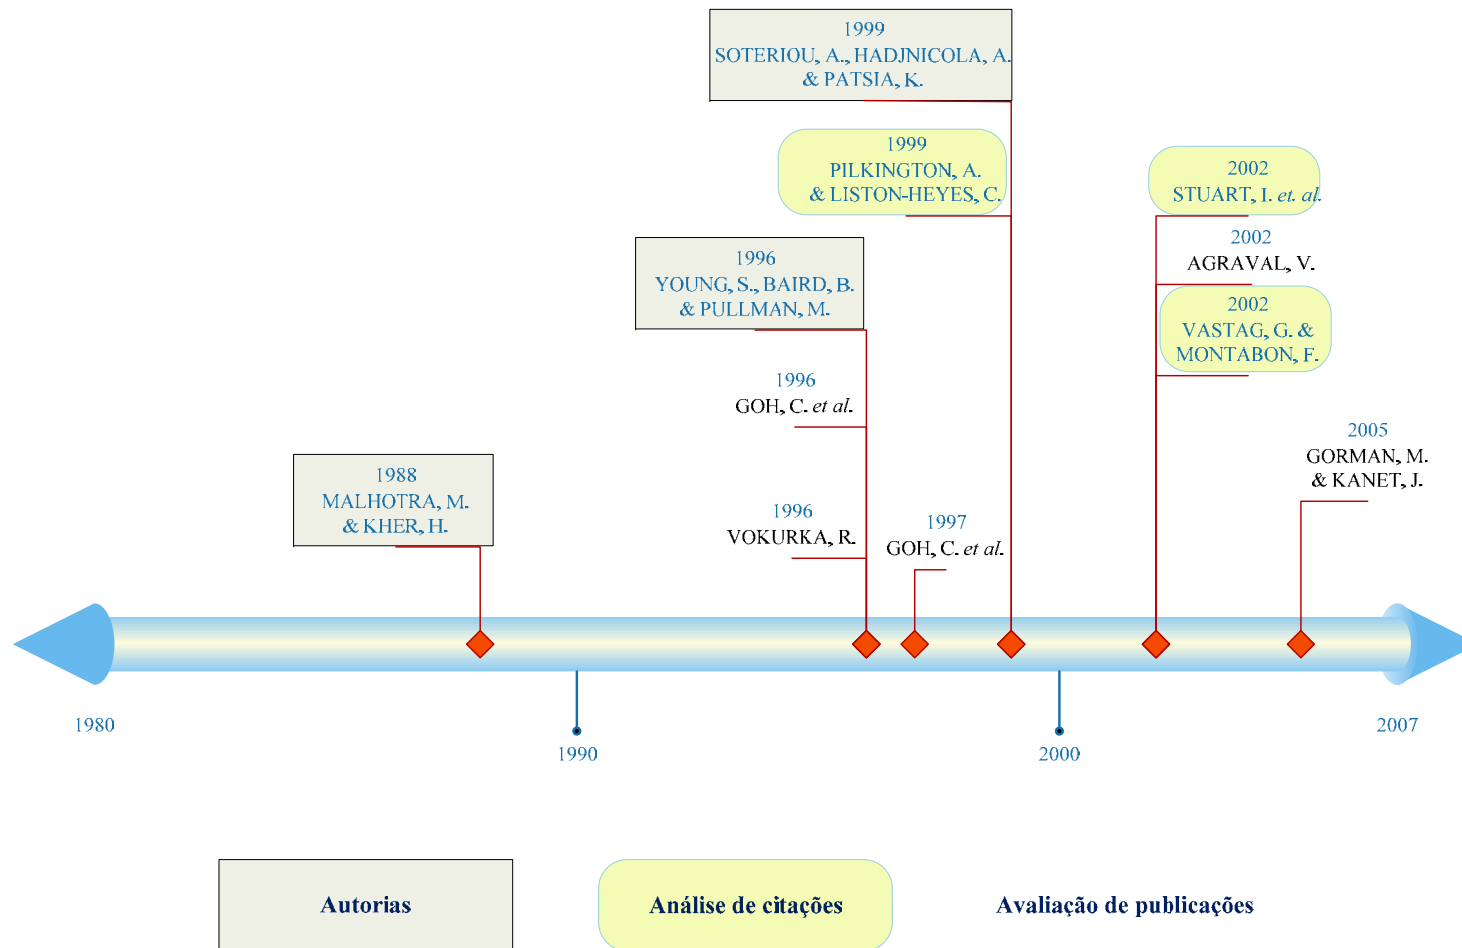 1999
SOTERIOU, A., HADJNICOLA, A.
& PATSIA, K.
1999
PILKINGTON, A.
& LISTON-HEYES, C.
2002
STUART, I. et. al.
2002
AGRAVAL, V.
1996
YOUNG, S., BAIRD, B.
& PULLMAN, M.
2002
VASTAG, G. &
MONTABON, F.
1996
GOH, C. et al.
2005
GORMAN, M.
& KANET, J.
1988
MALHOTRA, M.
& KHER, H.
1996
VOKURKA, R.
1997
GOH, C. et al.
1980
1990
2000
2007
Autorias
Análise de citações
Avaliação de publicações